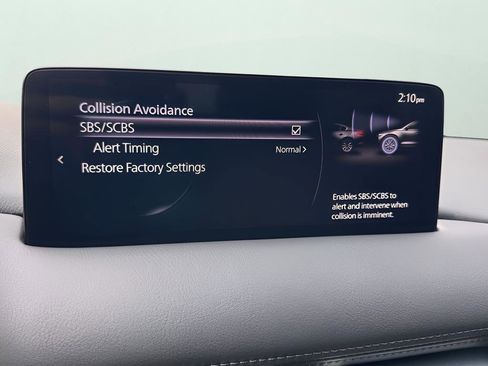 2:10pm
Collision Avoidance
SBS/SCBS
Alert Timing Normal >
Restore Factory Settings
Enables SBS/SCBS to
alert and intervene when
collision is imminent.